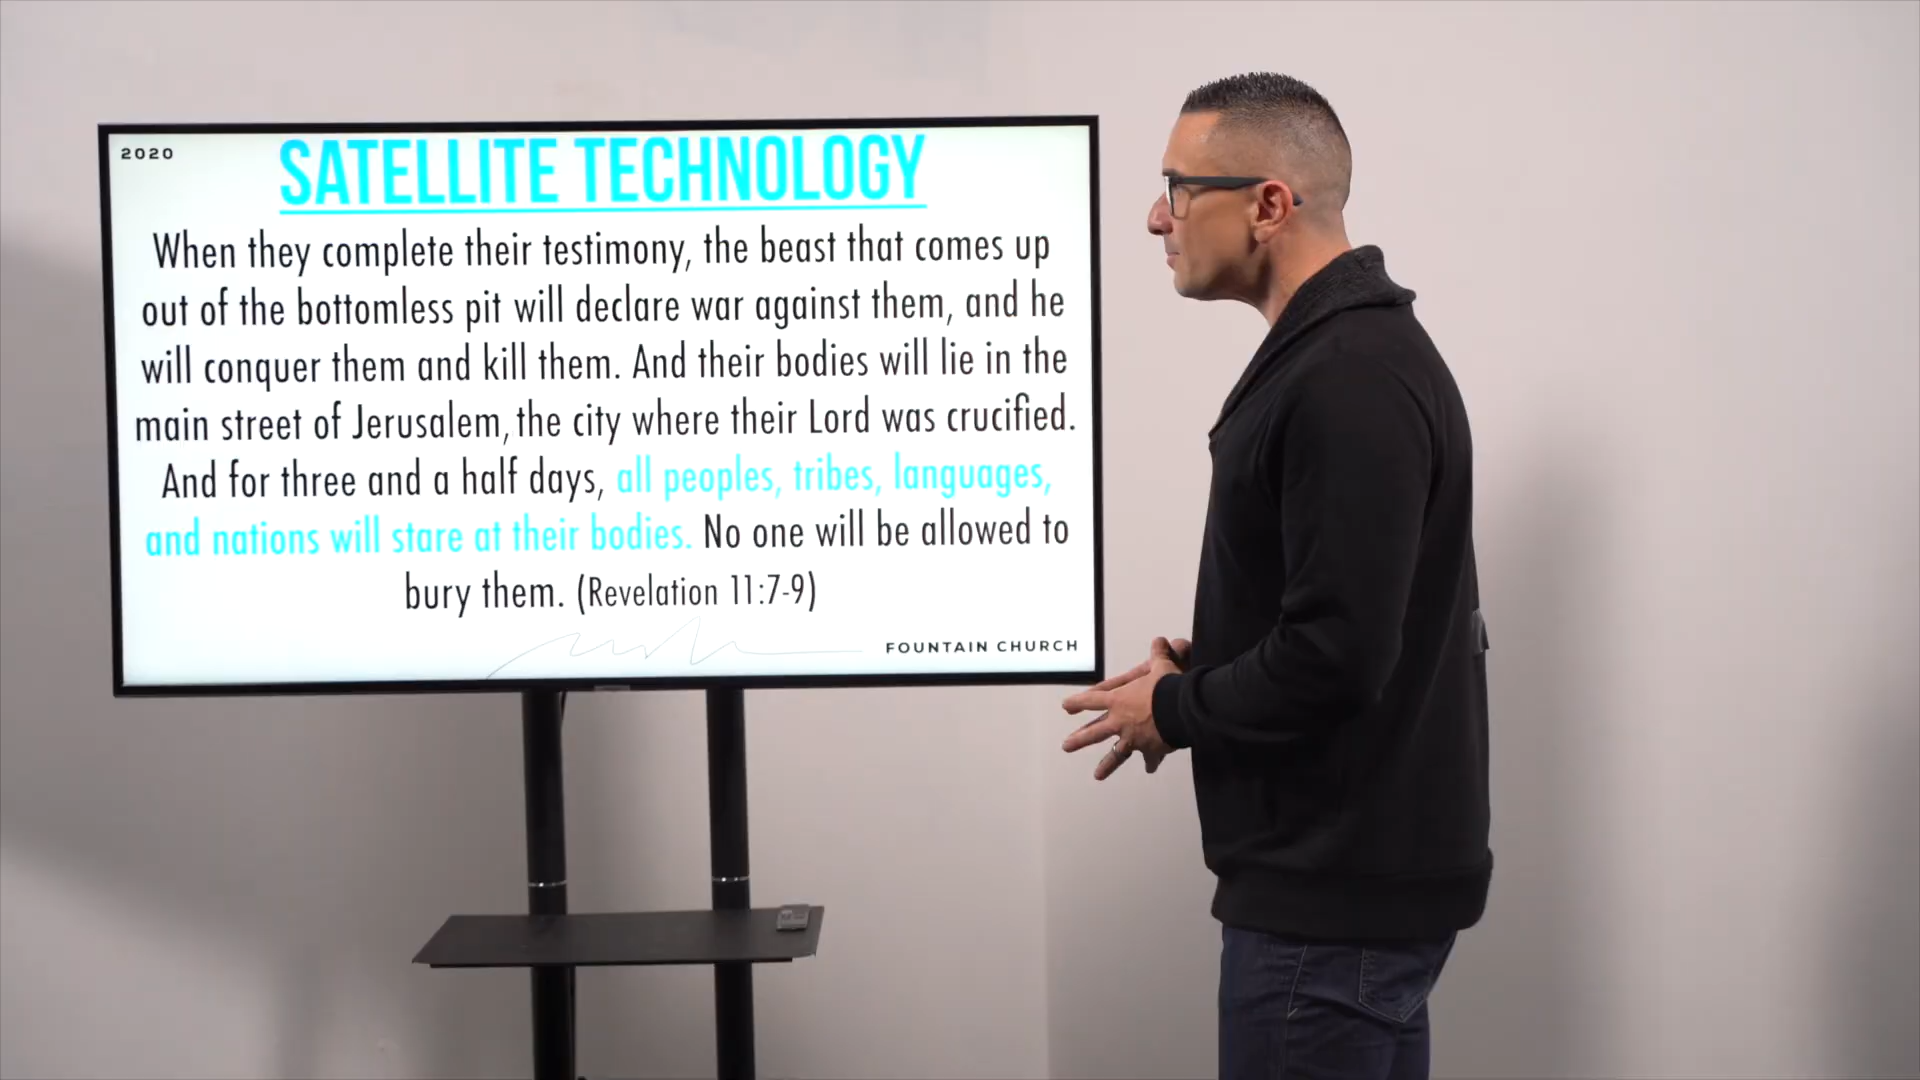 2020
SATELLITE TECHNOLOGY
When they complete their testimony, the beast that comes up
out of the bottomless pit will declare war against them, and he
will conquer them and kill them. And their bodies will lie in the
main street of Jerusalem, the city where their Lord was crucified.
And for three and a half days, all peoples, tribes, languages,
and nations will stare at their bodies. No one will be allowed to
bury them. (Revelation 11:7-9)
FOUNTAIN CHURCH